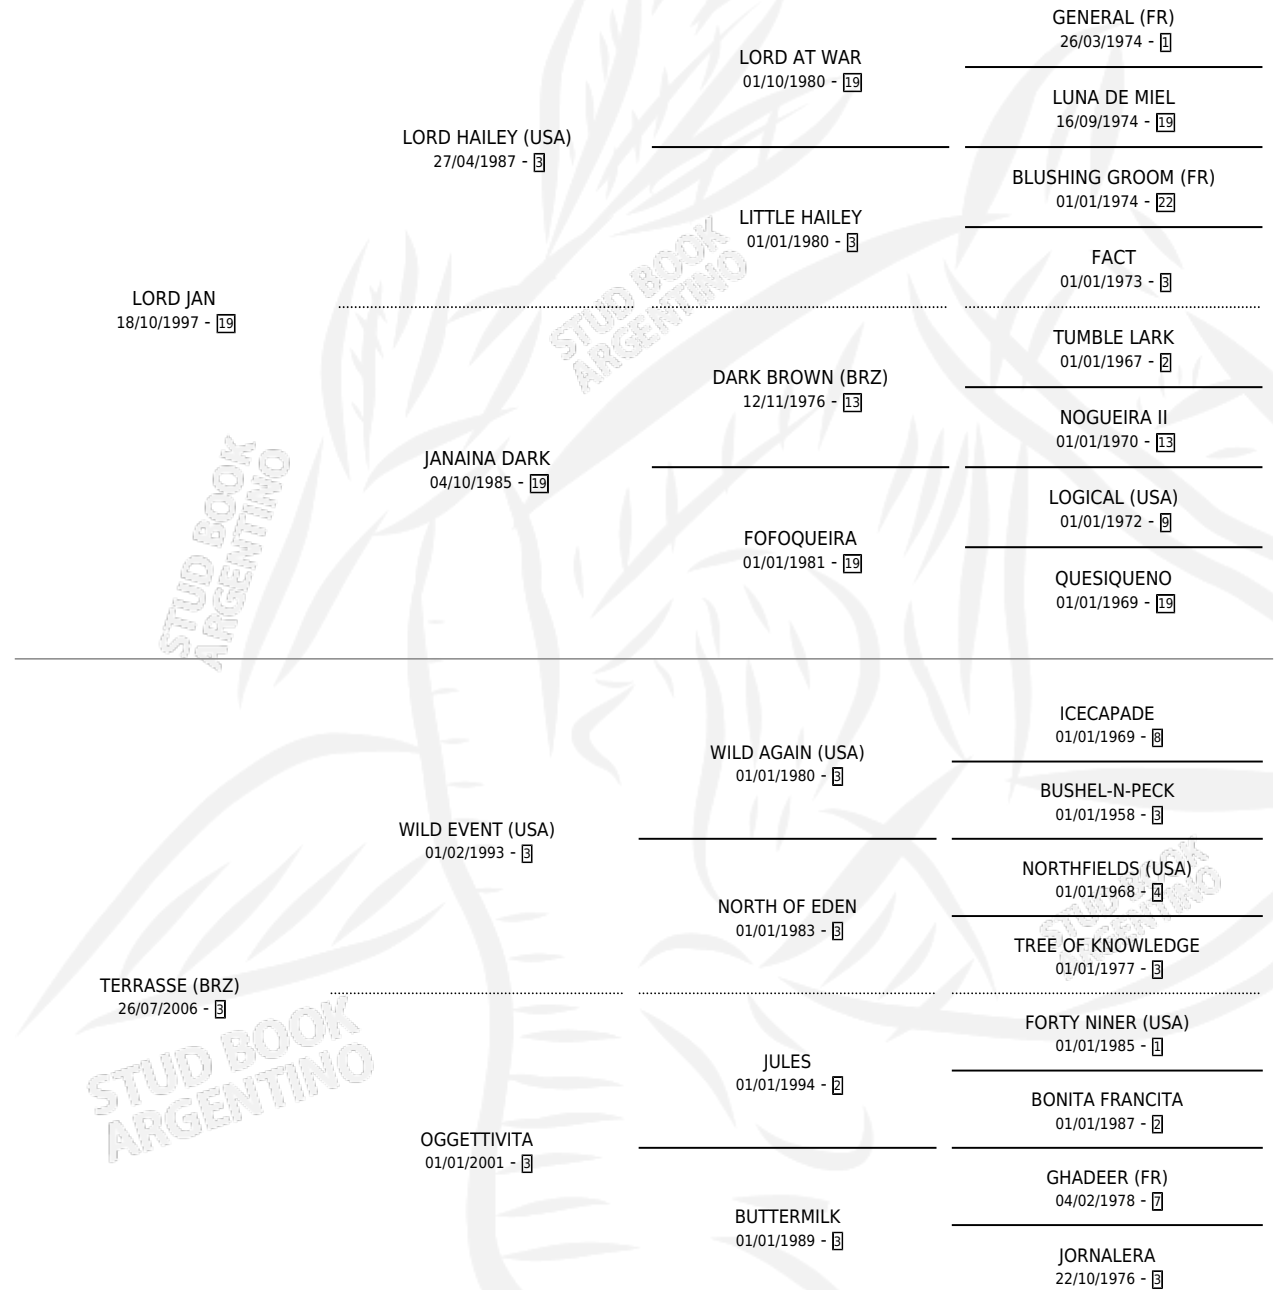 GENERAL (FR)
26/03/1974 - 1
LORD AT WAR
01/10/1980 - 19
LUNA DE MIEL
16/09/1974 - 19
LORD HAILEY (USA)
27/04/1987 - 3
BLUSHING GROOM (FR)
01/01/1974 - 22
LITTLE HAILEY
01/01/1980 - 3
FACT
01/01/1973 - 3
LORD JAN
18/10/1997 - 19
STUD BOOK
ARGENTINO
TUMBLE LARK
01/01/1967 - 2
DARK BROWN (BRZ)
12/11/1976 - 13
NOGUEIRA II
01/01/1970 - 13
JANAINA DARK
04/10/1985 - 19
LOGICAL (USA)
01/01/1972 - 9
FOFOQUEIRA
01/01/1981 - 19
QUESIQUENO
01/01/1969 - 19
STUD BOOK
ARGENTINO
ICECAPADE
01/01/1969 - 8
WILD AGAIN (USA)
01/01/1980 - 3
BUSHEL-N-PECK
01/01/1958 - 3
WILD EVENT (USA)
01/02/1993 - 3
NORTHFIELDS (USA)
01/01/1968 - 4
NORTH OF EDEN
01/01/1983 - 3
STUD BOOK
ARGENTINO
TREE OF KNOWLEDGE
01/01/1977 - 3
TERRASSE (BRZ)
26/07/2006 - 3
FORTY NINER (USA)
01/01/1985 - 1
JULES
01/01/1994 - 2
STUD BOOK
ARGENTINO
BONITA FRANCITA
01/01/1987 - 2
OGGETTIVITA
01/01/2001 - 3
GHADEER (FR)
04/02/1978 - 7
BUTTERMILK
01/01/1989 - 3
JORNALERA
22/10/1976 - 3